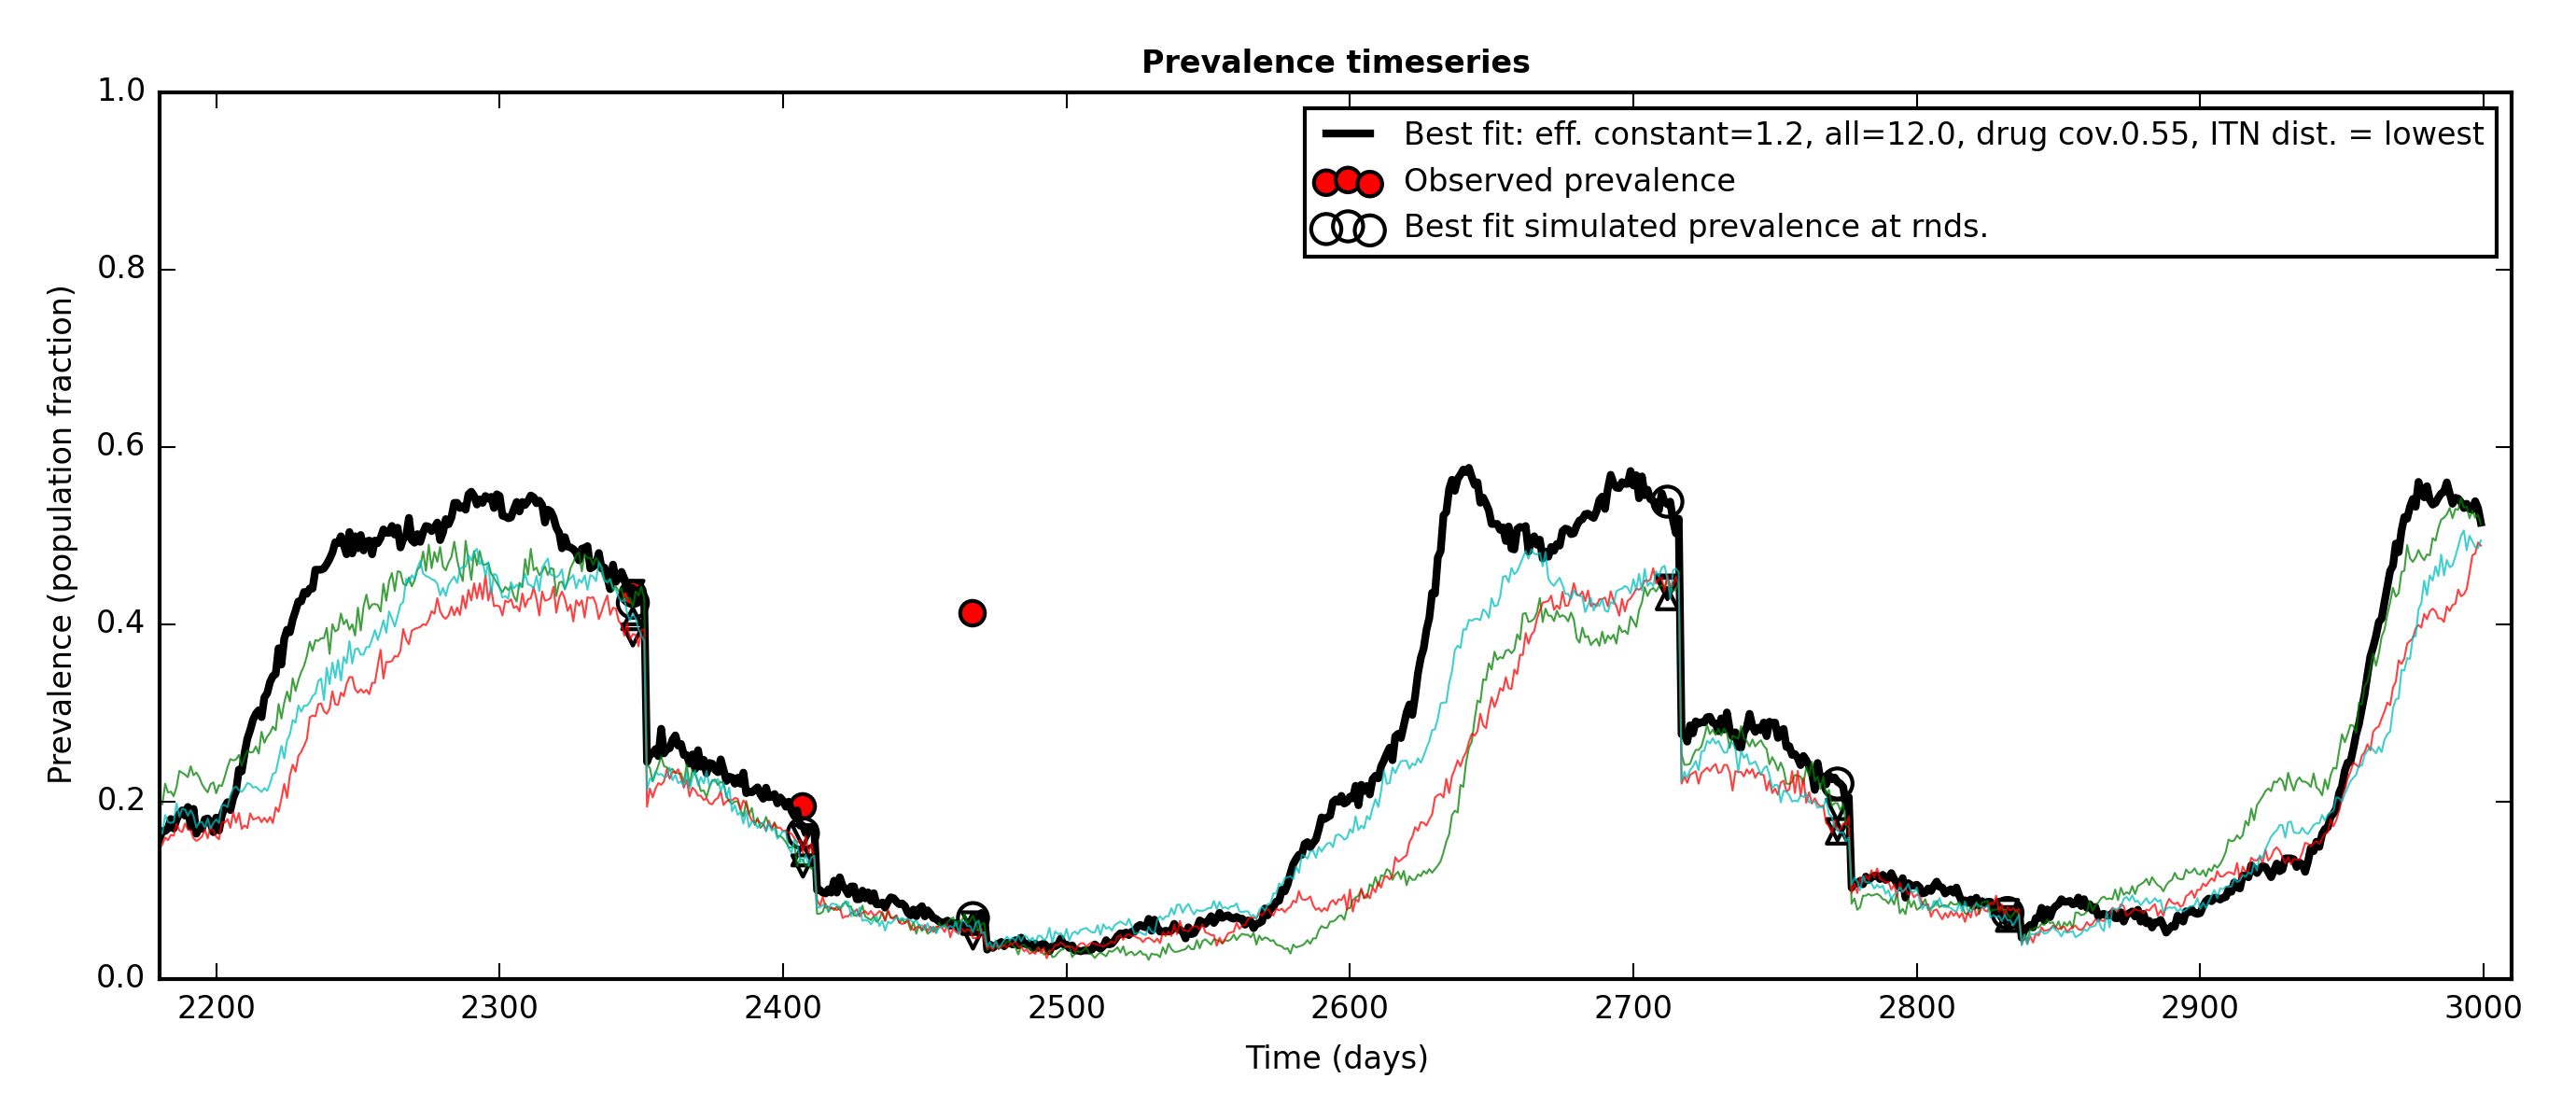 Prevalence timeseries
1.0
0.8
0.6
0.4
0.2
0.0
Prevalence (population fraction)
Best fit: eff. constant=1.2, all=12.0, drug cov.0.55, ITN dist. = lowest
Observed prevalence
Best fit simulated prevalence at rnds.
2200 2300 2400 2500 2600 2700 2800 2900 3000
Time (days)